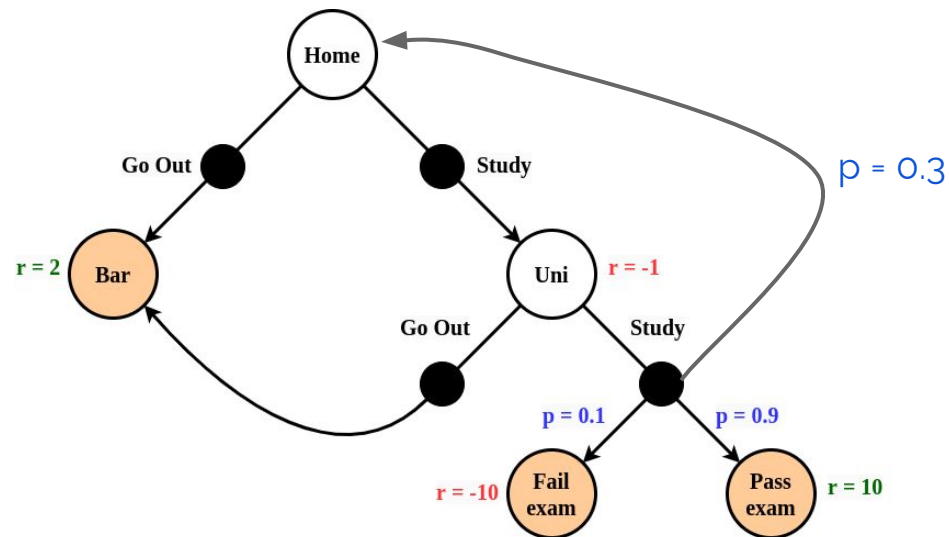 Home
Go Out
Study
p = 0.3
r = 2
Bar
Uni
r = -1
Go Out
Study
p = 0.1
p = 0.9
r = -10
Fail
exam
Pass
exam
r = 10